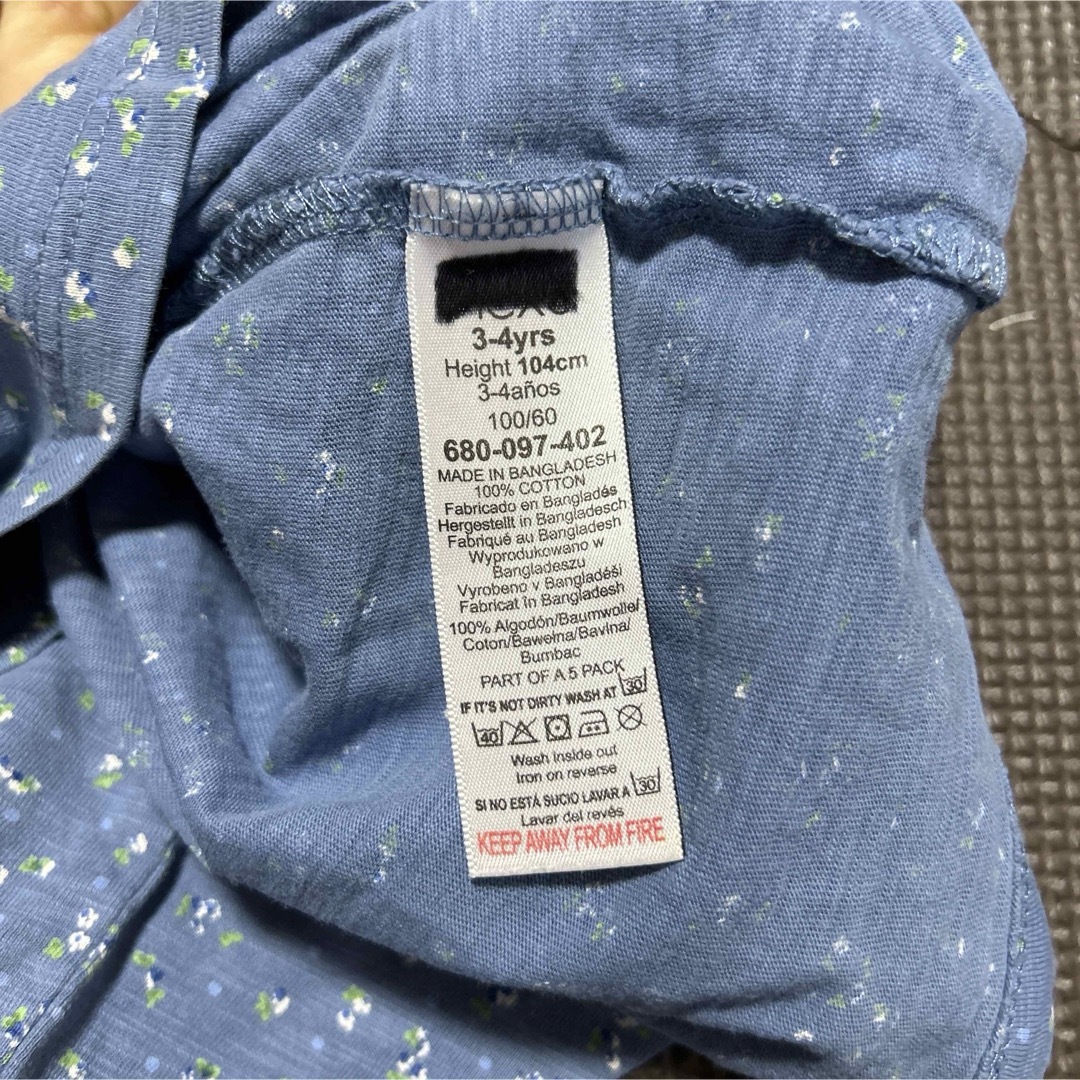 3-4yrs
Height 104cm
3-4años
100/60
680-097-402
MADE IN BANGLADESH
100% COTTON
Fabricado en Bangladés
Hergestellt in Bangladesch
Fabriqué au Bangladesh
Wyprodukowano w
Bangladeszu
Vyrobeno v Bangladéši
Fabricat în Bangladesh
100% Algodón/Baumwolle/
Coton/Bawełna/Bavlna/
Bumbac
PART OF A 5 PACK
IF IT'S NOT DIRTY WASH AT 30
40
Wash inside out
Iron on reverse
SI NO ESTÁ SUCIO LAVAR A 30
Lavar del revés
KEEP AWAY FROM FIRE